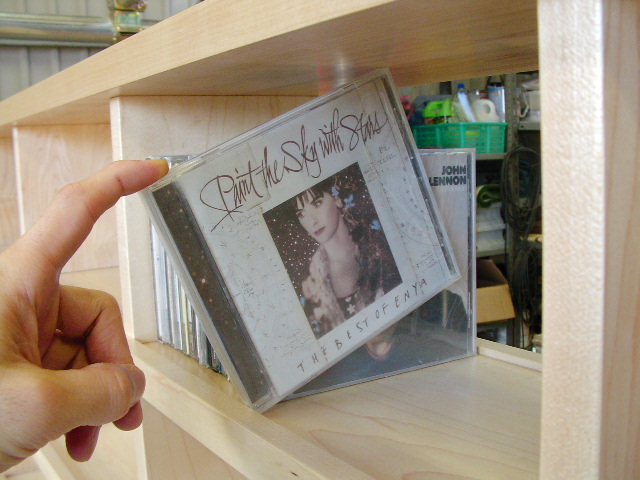 Paint the Sky with Stars
THE BEST OF ENYA
JOHN
LENNON